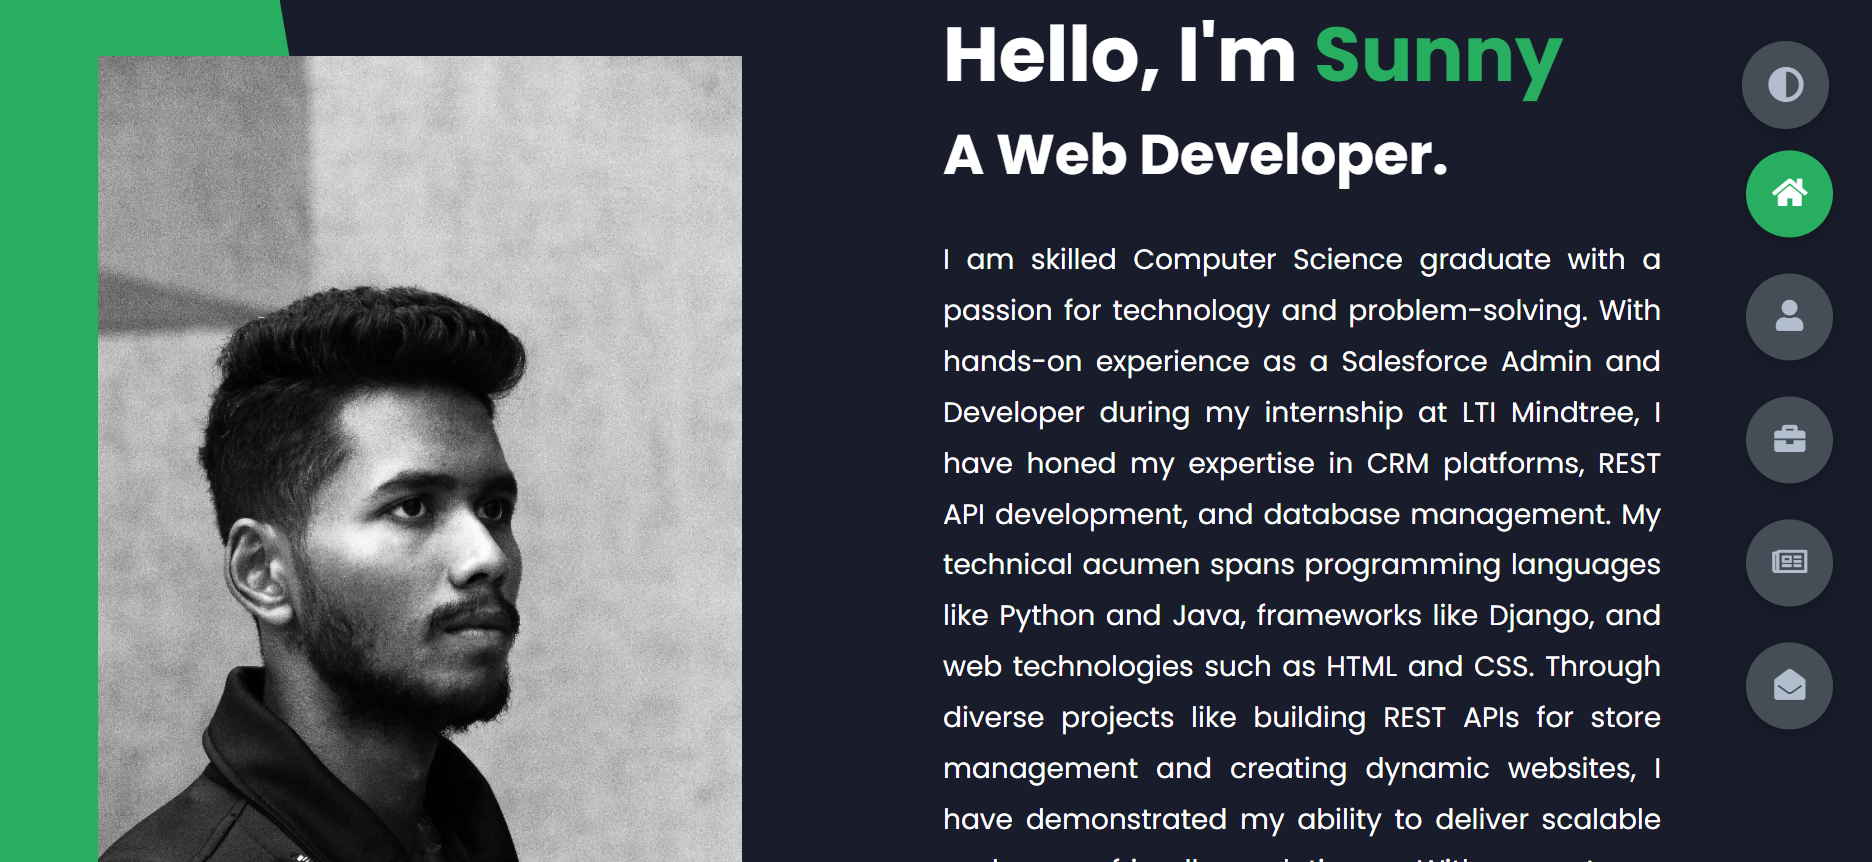 Hello, I'm Sunny
A Web Developer.
I am skilled Computer Science graduate with a
passion for technology and problem-solving. With
hands-on experience as a Salesforce Admin and
Developer during my internship at LTI Mindtree, I
have honed my expertise in CRM platforms, REST
API development, and database management. My
technical acumen spans programming languages
like Python and Java, frameworks like Django, and
web technologies such as HTML and CSS. Through
diverse projects like building REST APIs for store
management and creating dynamic websites, I
have demonstrated my ability to deliver scalable